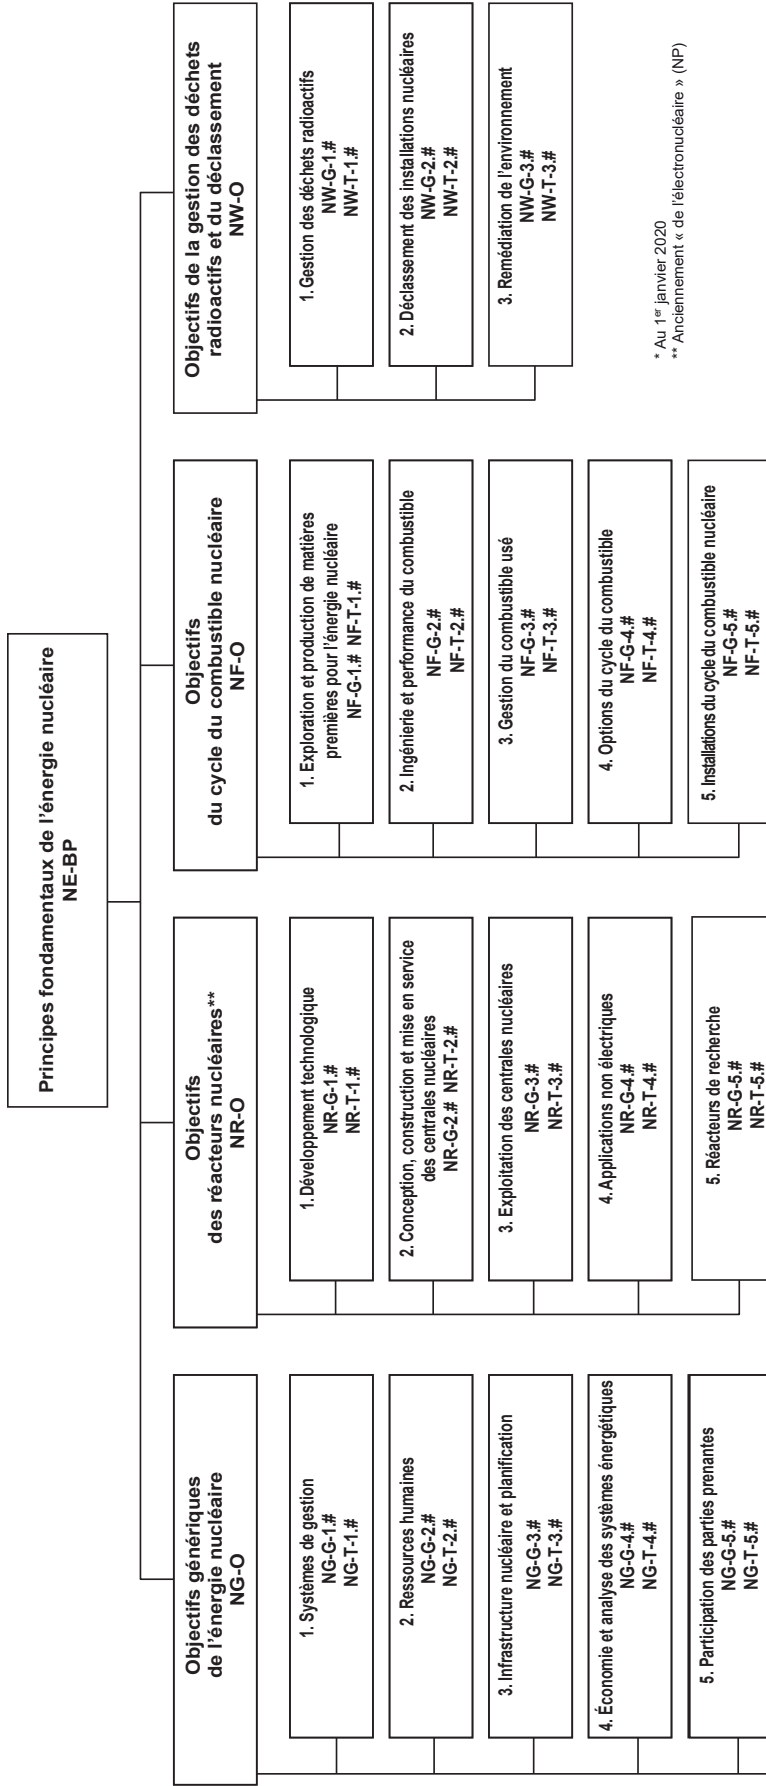 Principes fondamentaux de l'énergie nucléaire
NE-BP
Objectifs génériques
de l'énergie nucléaire
NG-O
1. Systèmes de gestion
NG-G-1.#
NG-T-1.#
2. Ressources humaines
NG-G-2.#
NG-T-2.#
3. Infrastructure nucléaire et planification
NG-G-3.#
NG-T-3.#
4. Économie et analyse des systèmes énergétiques
NG-G-4.#
NG-T-4.#
5. Participation des parties prenantes
NG-G-5.#
NG-T-5.#
Objectifs
des réacteurs nucléaires**
NR-O
1. Développement technologique
NR-G-1.#
NR-T-1.#
2. Conception, construction et mise en service
des centrales nucléaires
NR-G-2.# NR-T-2.#
3. Exploitation des centrales nucléaires
NR-G-3.#
NR-T-3.#
4. Applications non électriques
NR-G-4.#
NR-T-4.#
5. Réacteurs de recherche
NR-G-5.#
NR-T-5.#
Objectifs
du cycle du combustible nucléaire
NF-O
1. Exploration et production de matières
premières pour l'énergie nucléaire
NF-G-1.# NF-T-1.#
2. Ingénierie et performance du combustible
NF-G-2.#
NF-T-2.#
3. Gestion du combustible usé
NF-G-3.#
NF-T-3.#
4. Options du cycle du combustible
NF-G-4.#
NF-T-4.#
5. Installations du cycle du combustible nucléaire
NF-G-5.#
NF-T-5.#
Objectifs de la gestion des déchets
radioactifs et du déclassement
NW-O
1. Gestion des déchets radioactifs
NW-G-1.#
NW-T-1.#
2. Déclassement des installations nucléaires
NW-G-2.#
NW-T-2.#
3. Remédiation de l'environnement
NW-G-3.#
NW-T-3.#
* Au 1er janvier 2020
** Anciennement « de l'électronucléaire » (NP)